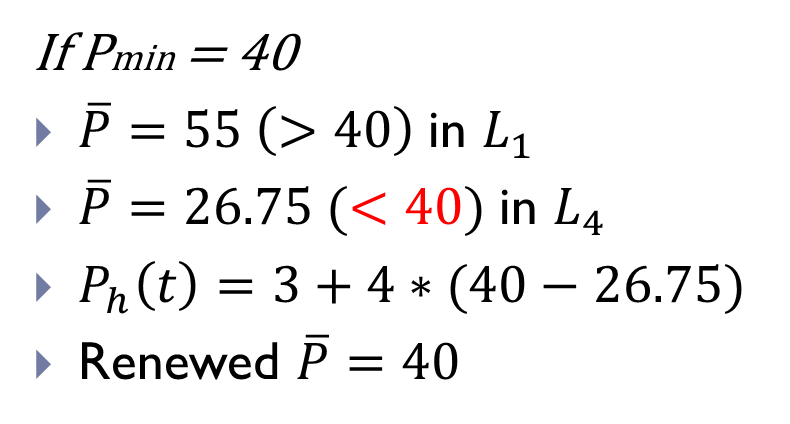 If Pmin = 40
P̅ = 55 (> 40) in L₁
P̅ = 26.75 (< 40) in L₄
Pₕ(t) = 3 + 4 * (40 − 26.75)
Renewed P̅ = 40